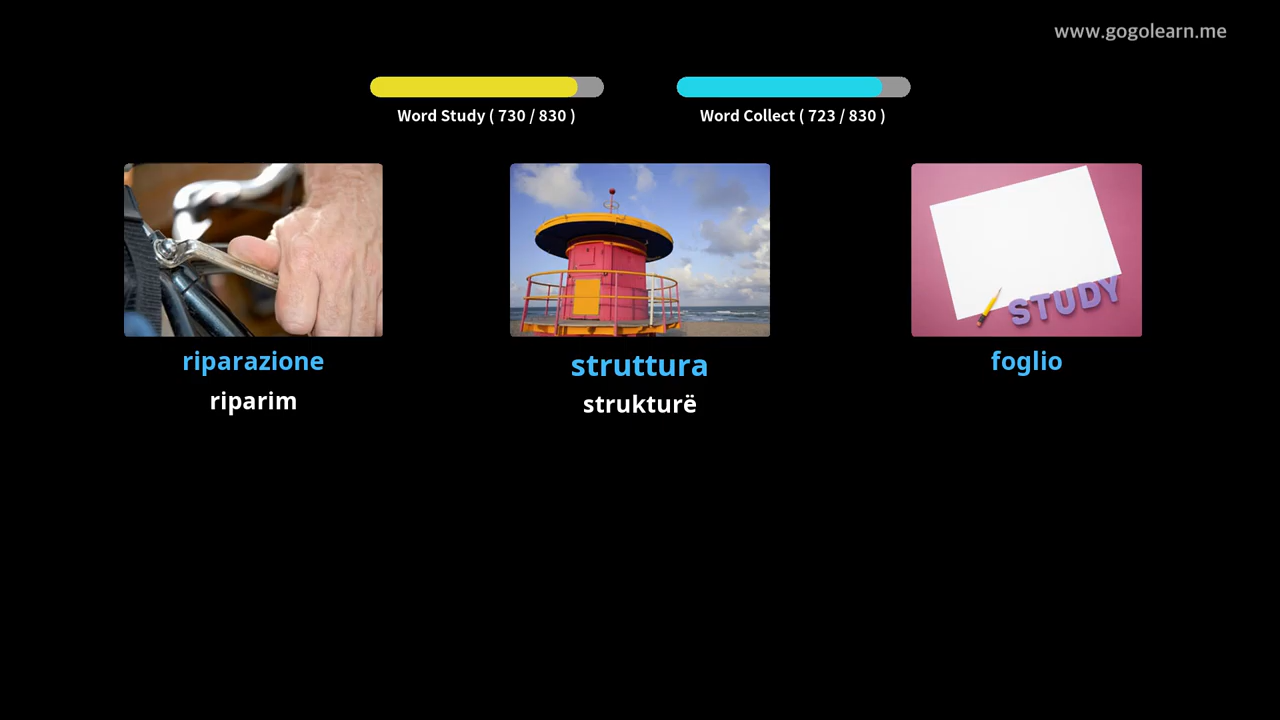 www.gogolearn.me
Word Study ( 730 / 830 )
Word Collect ( 723 / 830 )
STUDY
riparazione
struttura
foglio
riparim
strukturë